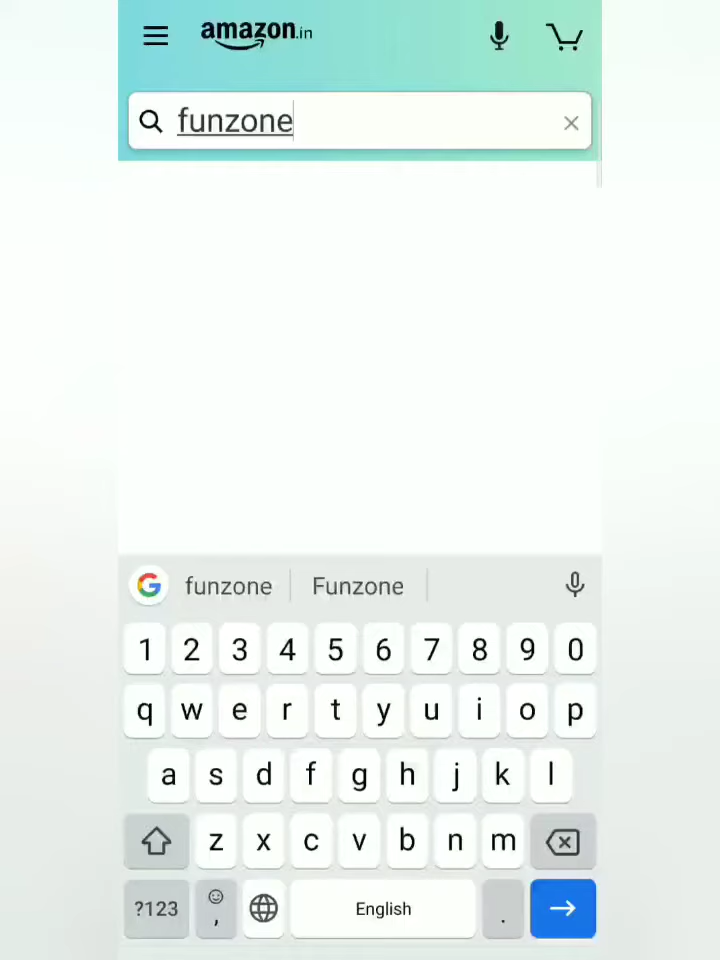 amazon.in
funzone
funzone Funzone
1 2 3 4 5 6 7 8 9 0
q w e r t y u i o p
a s d f g h j k l
z x c v b n m
?123 , English .